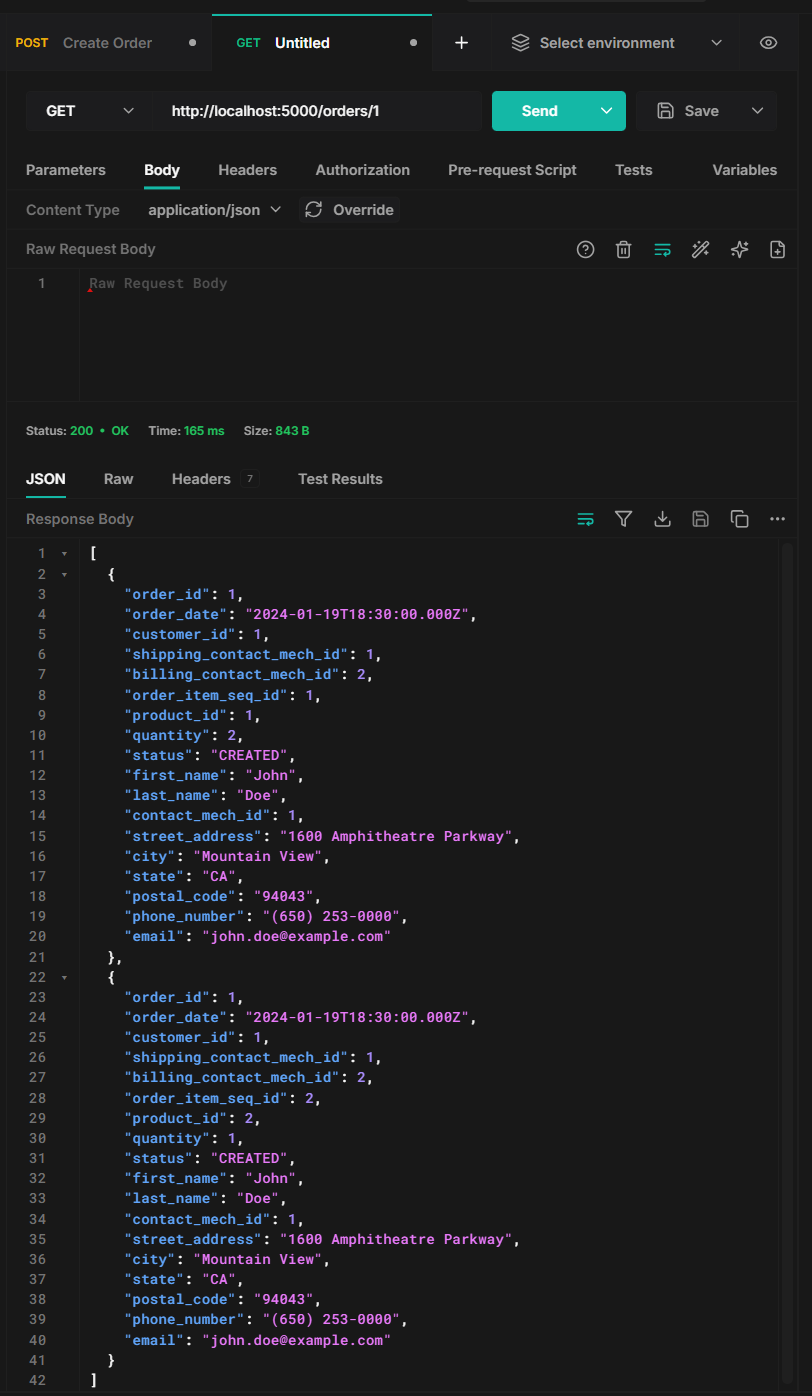 POST Create Order GET Untitled + Select environment
GET http://localhost:5000/orders/1 Send Save
Parameters Body Headers Authorization Pre-request Script Tests Variables
Content Type application/json Override
Raw Request Body
1 Raw Request Body
Status: 200 • OK Time: 165 ms Size: 843 B
JSON Raw Headers 7 Test Results
Response Body
1 [
2 {
3 "order_id": 1,
4 "order_date": "2024-01-19T18:30:00.000Z",
5 "customer_id": 1,
6 "shipping_contact_mech_id": 1,
7 "billing_contact_mech_id": 2,
8 "order_item_seq_id": 1,
9 "product_id": 1,
10 "quantity": 2,
11 "status": "CREATED",
12 "first_name": "John",
13 "last_name": "Doe",
14 "contact_mech_id": 1,
15 "street_address": "1600 Amphitheatre Parkway",
16 "city": "Mountain View",
17 "state": "CA",
18 "postal_code": "94043",
19 "phone_number": "(650) 253-0000",
20 "email": "john.doe@example.com"
21 },
22 {
23 "order_id": 1,
24 "order_date": "2024-01-19T18:30:00.000Z",
25 "customer_id": 1,
26 "shipping_contact_mech_id": 1,
27 "billing_contact_mech_id": 2,
28 "order_item_seq_id": 2,
29 "product_id": 2,
30 "quantity": 1,
31 "status": "CREATED",
32 "first_name": "John",
33 "last_name": "Doe",
34 "contact_mech_id": 1,
35 "street_address": "1600 Amphitheatre Parkway",
36 "city": "Mountain View",
37 "state": "CA",
38 "postal_code": "94043",
39 "phone_number": "(650) 253-0000",
40 "email": "john.doe@example.com"
41 }
42 ]